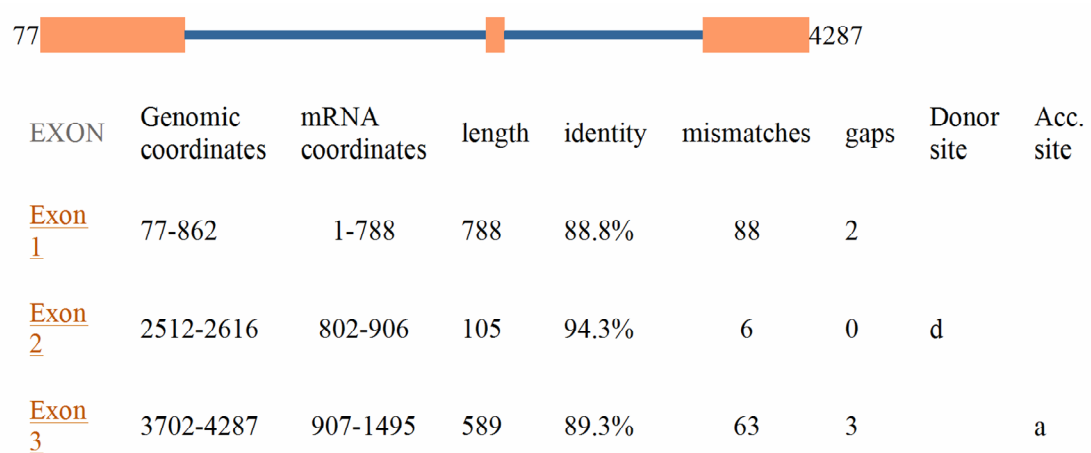 77 4287
EXON Genomic coordinates mRNA coordinates length identity mismatches gaps Donor site Acc. site
Exon 1 77-862 1-788 788 88.8% 88 2
Exon 2 2512-2616 802-906 105 94.3% 6 0 d
Exon 3 3702-4287 907-1495 589 89.3% 63 3 a